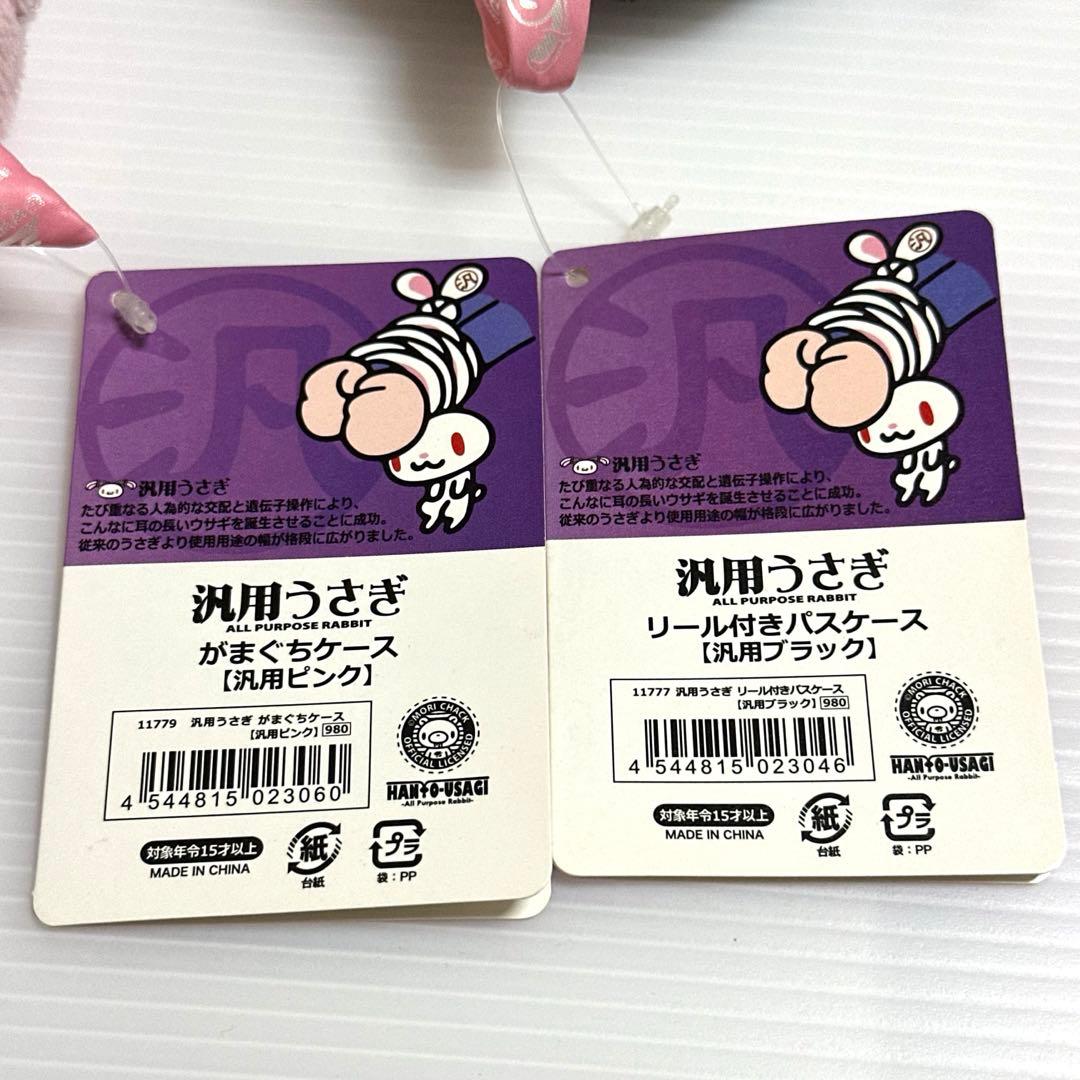 汎
汎
汎用うさぎ
たび重なる人為的な交配と遺伝子操作により、
こんなに耳の長いウサギを誕生させることに成功。
従来のうさぎより使用用途の幅が格段に広がりました。
汎用うさぎ
ALL PURPOSE RABBIT
がまぐちケース
【汎用ピンク】
11779 汎用うさぎ がまぐちケース
【汎用ピンク】 980
4 544815 023060
©MORI CHACK
OFFICIAL LICENSED
HANYO-USAGI
-All Purpose Rabbit-
対象年令15才以上
MADE IN CHINA
紙
台紙
プラ
袋：PP
汎
汎
汎用うさぎ
たび重なる人為的な交配と遺伝子操作により、
こんなに耳の長いウサギを誕生させることに成功。
従来のうさぎより使用用途の幅が格段に広がりました。
汎用うさぎ
ALL PURPOSE RABBIT
リール付きパスケース
【汎用ブラック】
11777 汎用うさぎ リール付きパスケース
【汎用ブラック】 980
4 544815 023046
©MORI CHACK
OFFICIAL LICENSED
HANYO-USAGI
-All Purpose Rabbit-
対象年令15才以上
MADE IN CHINA
紙
台紙
プラ
袋：PP